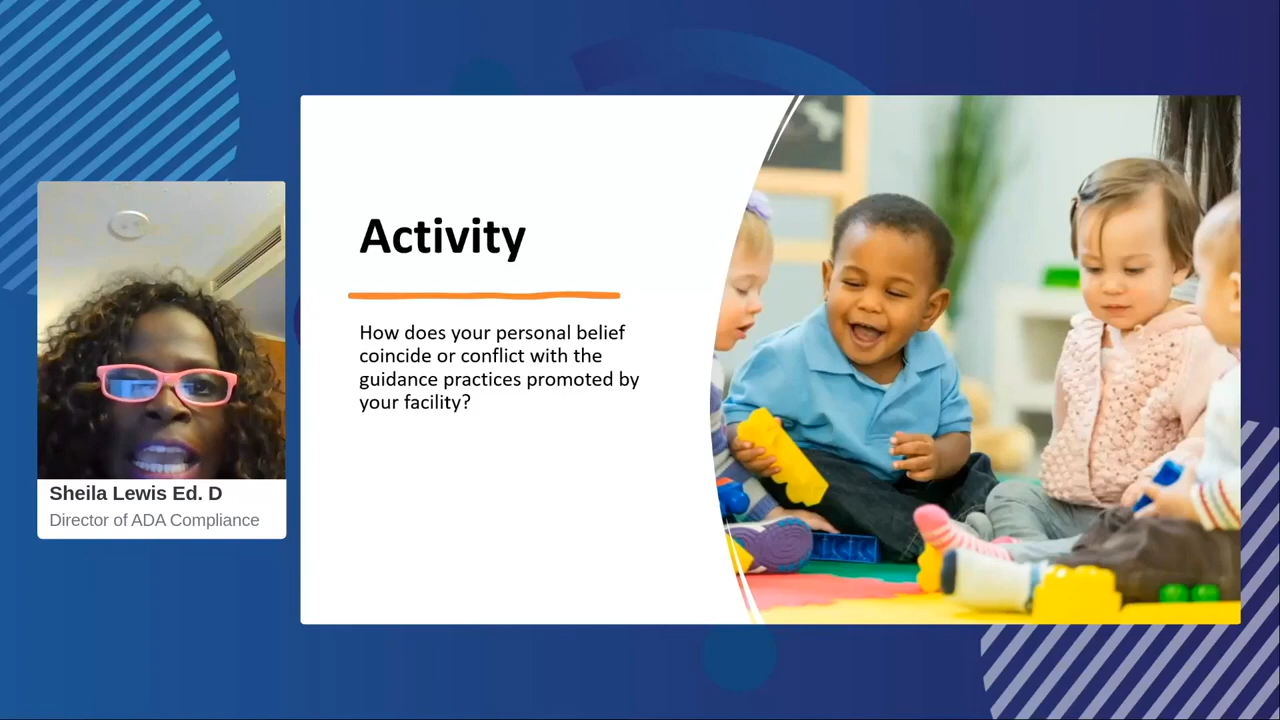 Activity
How does your personal belief
coincide or conflict with the
guidance practices promoted by
your facility?
Sheila Lewis Ed. D
Director of ADA Compliance